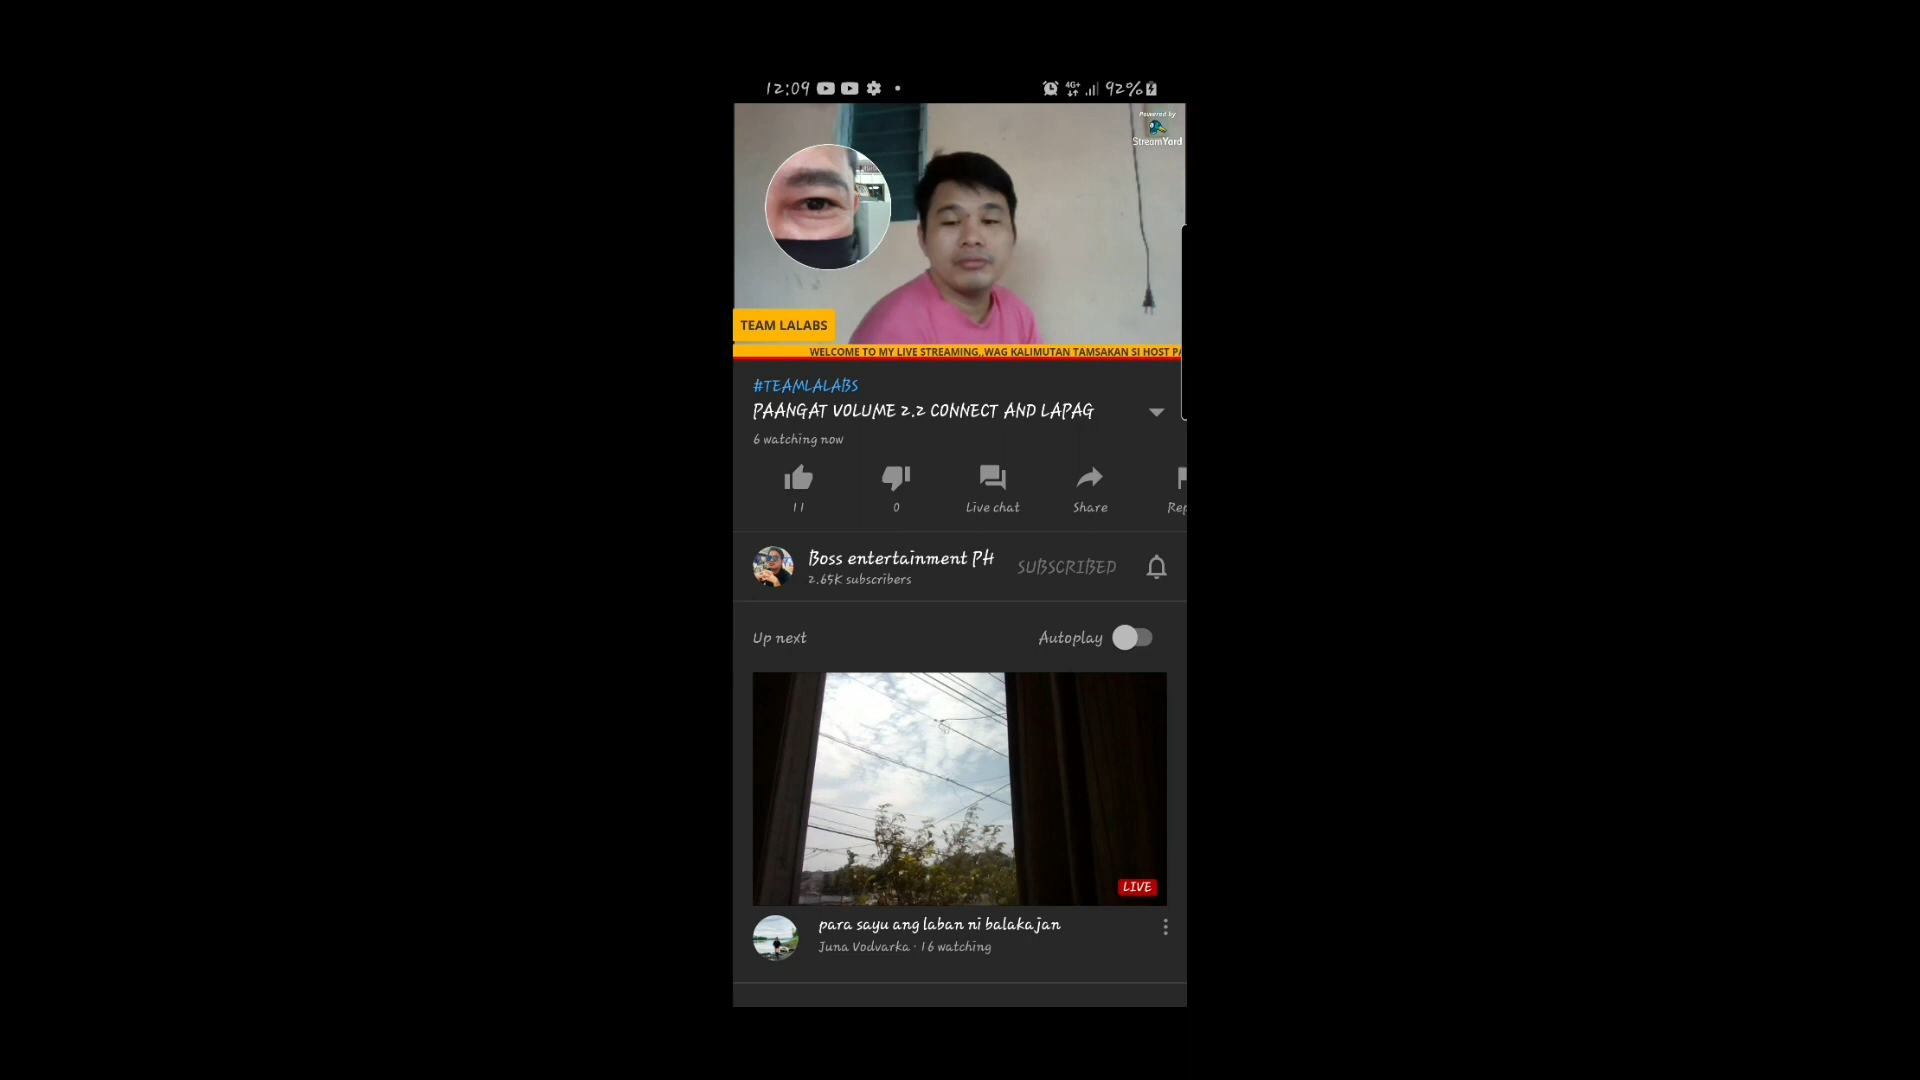 12:09
4G+
92%
Powered by
StreamYard
TEAM LALABS
WELCOME TO MY LIVE STREAMING,,WAG KALIMUTAN TAMSAKAN SI HOST
#TEAMLALABS
PAANGAT VOLUME 2.2 CONNECT AND LAPAG
6 watching now
11
0
Live chat
Share
Rep
Boss entertainment PH
SUBSCRIBED
2.65K subscribers
Up next
Autoplay
LIVE
para sayu ang laban ni balakajan
Juna Vodvarka · 16 watching